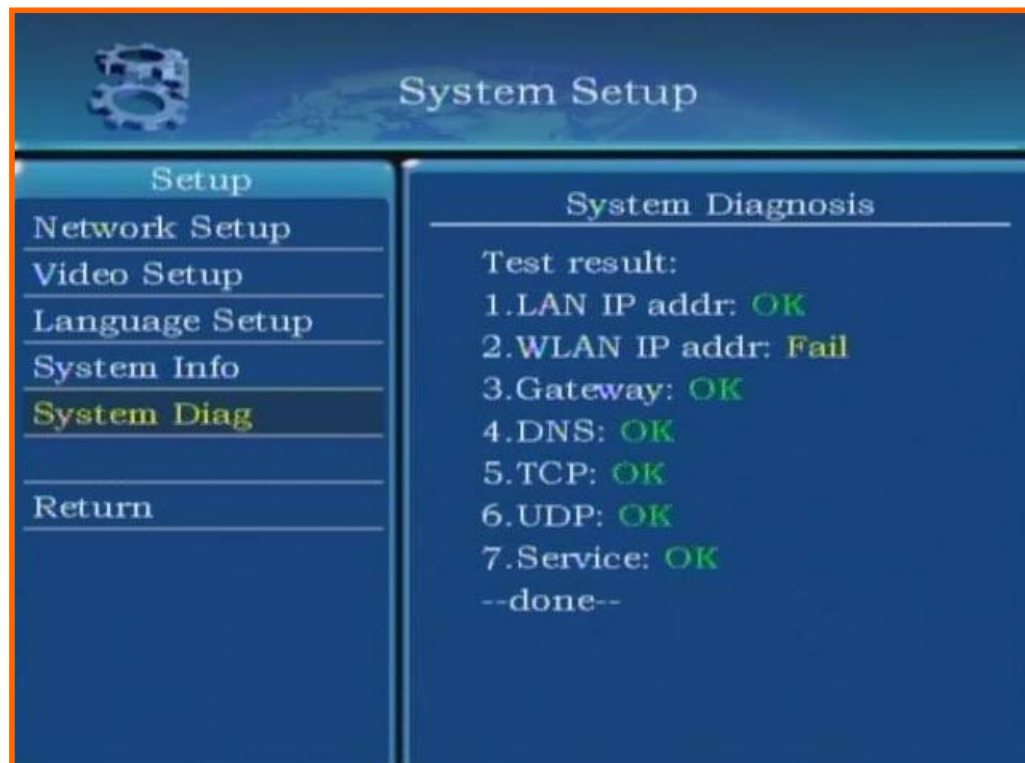 System Setup
Setup
Network Setup
Video Setup
Language Setup
System Info
System Diag
Return
System Diagnosis
Test result:
1.LAN IP addr: OK
2.WLAN IP addr: Fail
3.Gateway: OK
4.DNS: OK
5.TCP: OK
6.UDP: OK
7.Service: OK
--done--